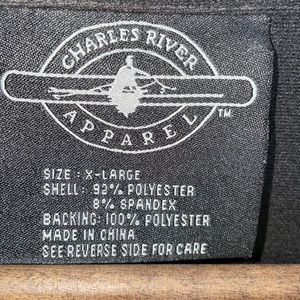 CHARLES RIVER
APPAREL
™
SIZE : X-LARGE
SHELL: 92% POLYESTER
8% SPANDEX
BACKING: 100% POLYESTER
MADE IN CHINA
SEE REVERSE SIDE FOR CARE